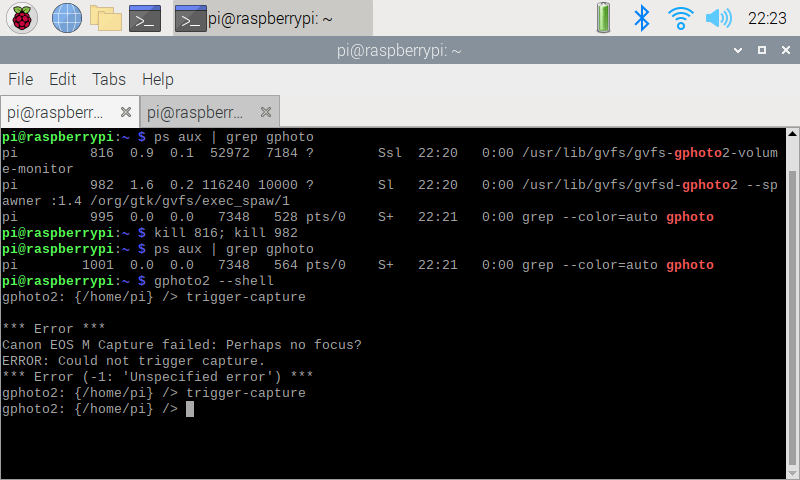 pi@raspberrypi: ~
22:23
pi@raspberrypi: ~
File Edit Tabs Help
pi@raspberr... pi@raspberr...
pi@raspberrypi:~ $ ps aux | grep gphoto
pi       816  0.9  0.1  52972  7184 ?        Ssl  22:20   0:00 /usr/lib/gvfs/gvfs-gphoto2-volum
e-monitor
pi       982  1.6  0.2 116240 10000 ?        Sl   22:20   0:00 /usr/lib/gvfs/gvfsd-gphoto2 --sp
awner :1.4 /org/gtk/gvfs/exec_spaw/1
pi       995  0.0  0.0   7348   528 pts/0    S+   22:21   0:00 grep --color=auto gphoto
pi@raspberrypi:~ $ kill 816; kill 982
pi@raspberrypi:~ $ ps aux | grep gphoto
pi      1001  0.0  0.0   7348   564 pts/0    S+   22:21   0:00 grep --color=auto gphoto
pi@raspberrypi:~ $ gphoto2 --shell
gphoto2: {/home/pi} /> trigger-capture
*** Error ***
Canon EOS M Capture failed: Perhaps no focus?
ERROR: Could not trigger capture.
*** Error (-1: 'Unspecified error') ***
gphoto2: {/home/pi} /> trigger-capture
gphoto2: {/home/pi} />